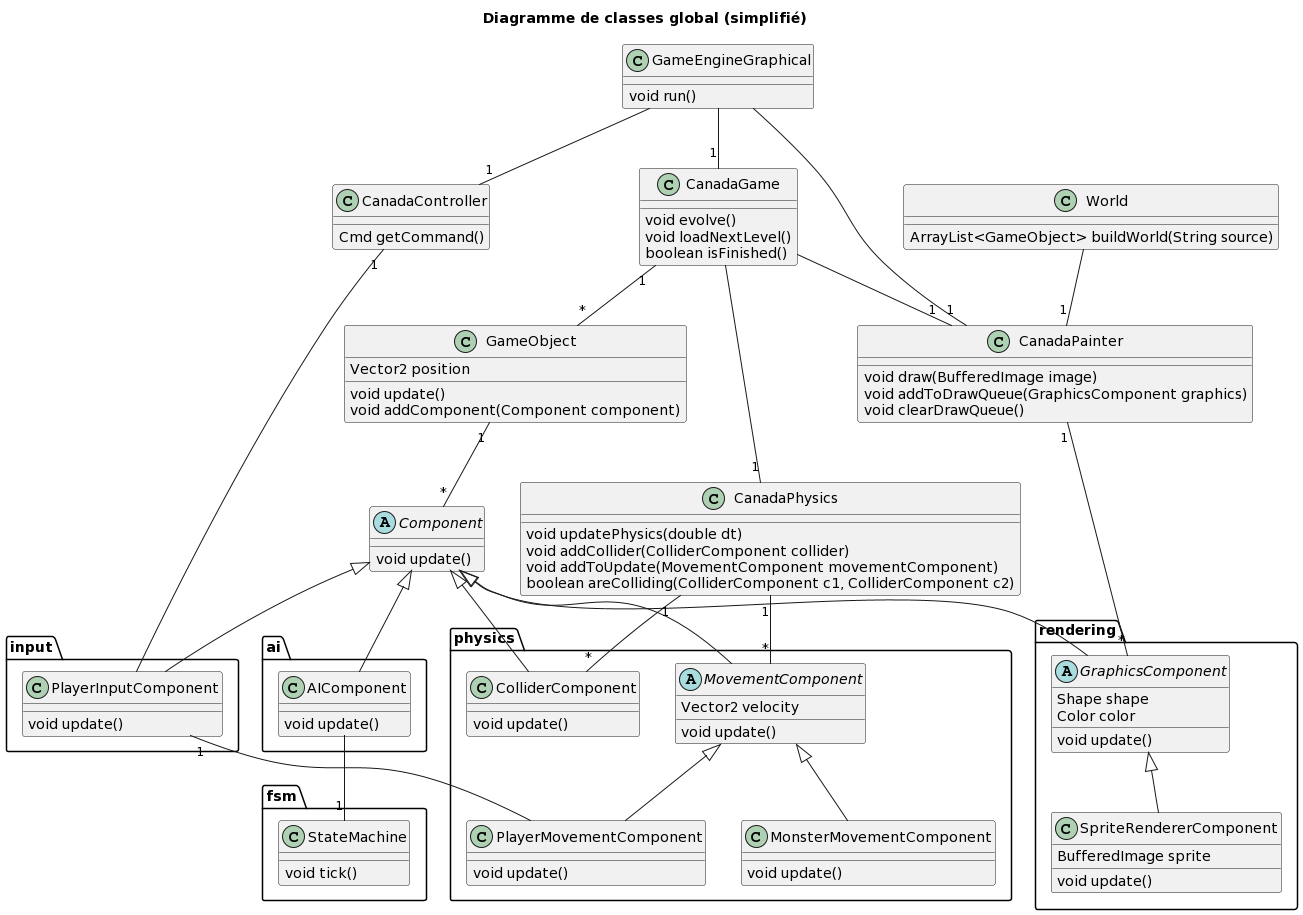 Diagramme de classes global (simplifié)
C GameEngineGraphical
void run()
1
1
C CanadaController
Cmd getCommand()
1
C CanadaGame
void evolve()
void loadNextLevel()
boolean isFinished()
1
C World
ArrayList<GameObject> buildWorld(String source)
*
1 1
1
C GameObject
Vector2 position
void update()
void addComponent(Component component)
1
C CanadaPainter
void draw(BufferedImage image)
void addToDrawQueue(GraphicsComponent graphics)
void clearDrawQueue()
1
*
1
A Component
void update()
C CanadaPhysics
void updatePhysics(double dt)
void addCollider(ColliderComponent collider)
void addToUpdate(MovementComponent movementComponent)
boolean areColliding(ColliderComponent c1, ColliderComponent c2)
1
1
*
*
*
input
C PlayerInputComponent
void update()
1
ai
C AIComponent
void update()
1
physics
C ColliderComponent
void update()
A MovementComponent
Vector2 velocity
void update()
rendering
A GraphicsComponent
Shape shape
Color color
void update()
fsm
C StateMachine
void tick()
C PlayerMovementComponent
void update()
C MonsterMovementComponent
void update()
C SpriteRendererComponent
BufferedImage sprite
void update()